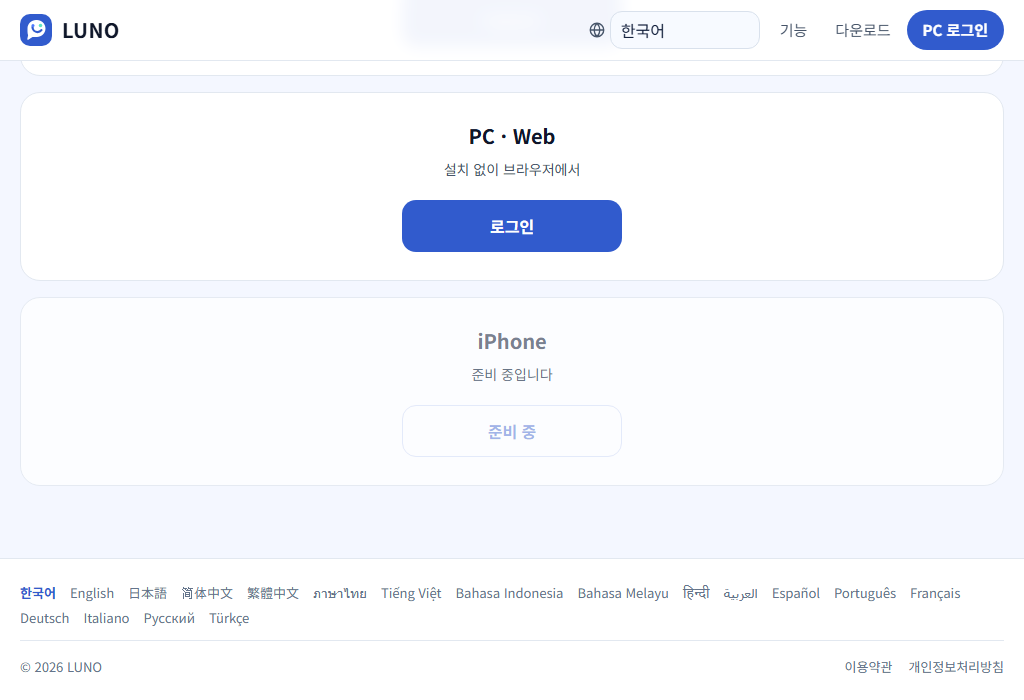 LUNO
한국어
기능
다운로드
PC 로그인
PC · Web
설치 없이 브라우저에서
로그인
iPhone
준비 중입니다
준비 중
한국어 English 日本語 简体中文 繁體中文 ภาษาไทย Tiếng Việt Bahasa Indonesia Bahasa Melayu हिन्दी العربية Español Português Français
Deutsch Italiano Русский Türkçe
© 2026 LUNO
이용약관 개인정보처리방침